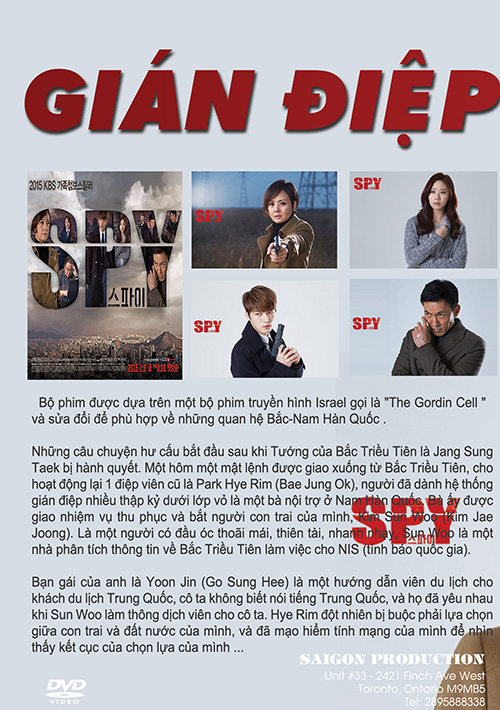 GIÁN ĐIỆP
2015 KBS 가족첩보스릴러
SPY
스파이
SPY
SPY
SPY
SPY
Bộ phim được dựa trên một bộ phim truyền hình Israel gọi là "The Gordin Cell "
và sửa đổi để phù hợp về những quan hệ Bắc-Nam Hàn Quốc .
Những câu chuyện hư cấu bắt đầu sau khi Tướng của Bắc Triều Tiên là Jang Sung
Taek bị hành quyết. Một hôm một mật lệnh được giao xuống từ Bắc Triều Tiên, cho
hoạt động lại 1 điệp viên cũ là Park Hye Rim (Bae Jung Ok), người đã dành hệ thống
gián điệp nhiều thập kỷ dưới lớp vỏ là một bà nội trợ ở Nam Hàn Quốc. Bà ấy được
giao nhiệm vụ thu phục và bắt người con trai của mình, Kim Sun Woo (Kim Jae
Joong). Là một người có đầu óc thoãi mái, thiên tài, nhanh nhạy, Sun Woo là một
nhà phân tích thông tin về Bắc Triều Tiên làm việc cho NIS (tình báo quốc gia).
SPY
스파이
Bạn gái của anh là Yoon Jin (Go Sung Hee) là một hướng dẫn viên du lịch cho
khách du lịch Trung Quốc, cô ta không biết nói tiếng Trung Quốc, và họ đã yêu nhau
khi Sun Woo làm thông dịch viên cho cô ta. Hye Rim đột nhiên bị buộc phải lựa chọn
giữa con trai và đất nước của mình, và đã mạo hiểm tính mạng của mình để nhìn
thấy kết cục của chọn lựa của mình ...
SAIGON PRODUCTION
Unit #33 - 2421 Finch Ave West
Toronto, Ontario M9MB5
Tel: 2895888338
DVD
VIDEO